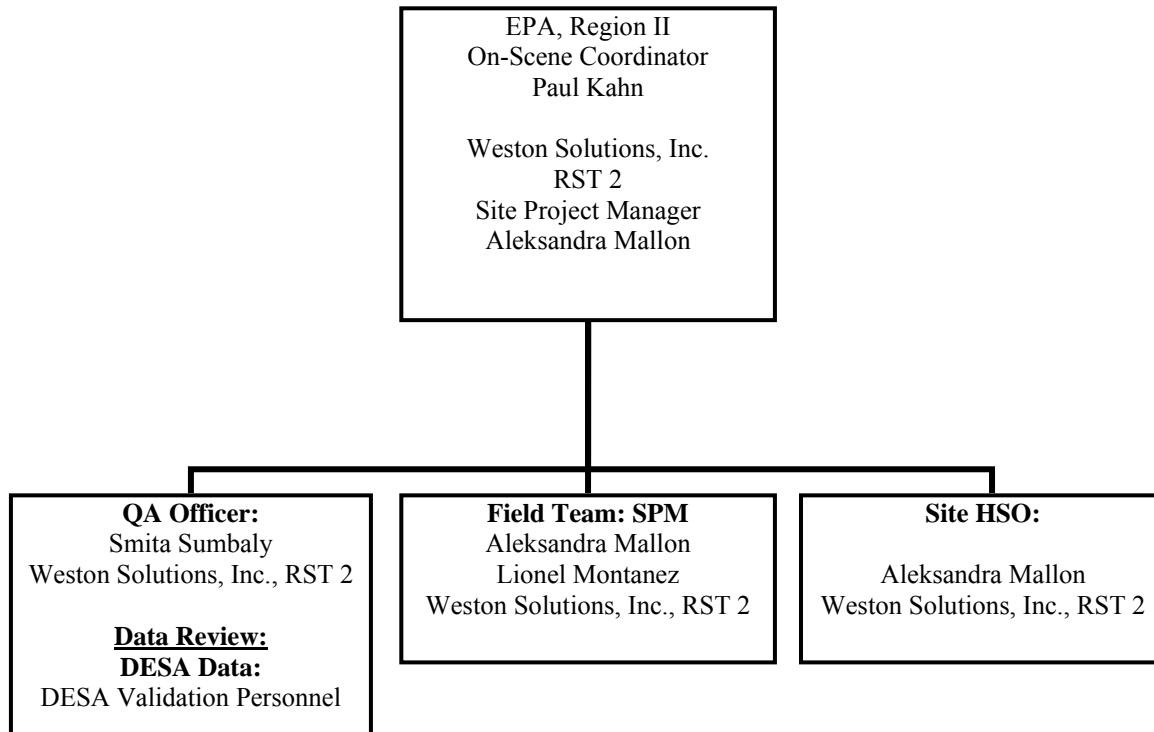 EPA, Region II
On-Scene Coordinator
Paul Kahn
Weston Solutions, Inc.
RST 2
Site Project Manager
Aleksandra Mallon
QA Officer:
Smita Sumbaly
Weston Solutions, Inc., RST 2
Data Review:
DESA Data:
DESA Validation Personnel
Field Team: SPM
Aleksandra Mallon
Lionel Montanez
Weston Solutions, Inc., RST 2
Site HSO:
Aleksandra Mallon
Weston Solutions, Inc., RST 2